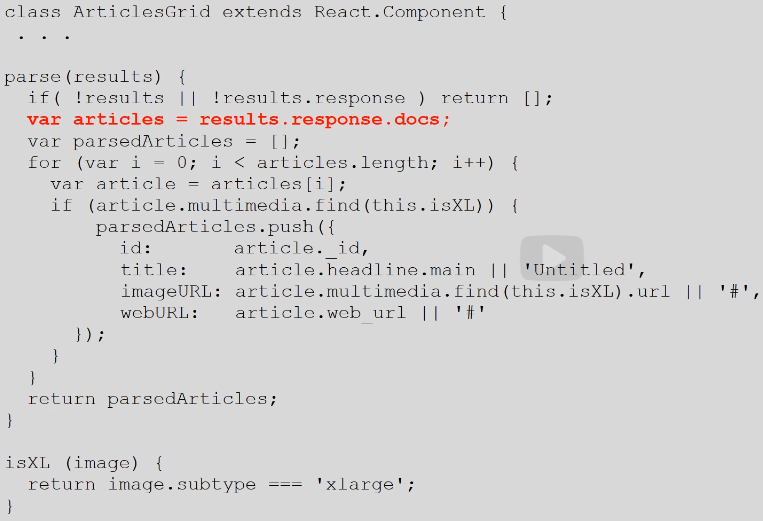 class ArticlesGrid extends React.Component {
. . .
parse(results) {
if( !results || !results.response ) return [];
var articles = results.response.docs;
var parsedArticles = [];
for (var i = 0; i < articles.length; i++) {
var article = articles[i];
if (article.multimedia.find(this.isXL)) {
parsedArticles.push({
id: article._id,
title: article.headline.main || 'Untitled',
imageURL: article.multimedia.find(this.isXL).url || '#',
webURL: article.web_url || '#'
});
}
}
return parsedArticles;
}
isXL (image) {
return image.subtype === 'xlarge';
}